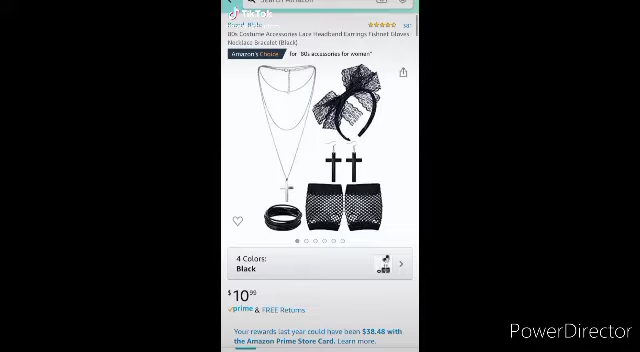 Search Amazon
TikTok
80s Costume Accessories Lace Headband Earrings Fishnet Gloves
Necklace Bracelet (Black)
Amazon's Choice for "80s accessories for women"
4 Colors:
Black
$10.99
prime & FREE Returns
Your rewards last year could have been $38.48 with
the Amazon Prime Store Card. Learn more.
PowerDirector